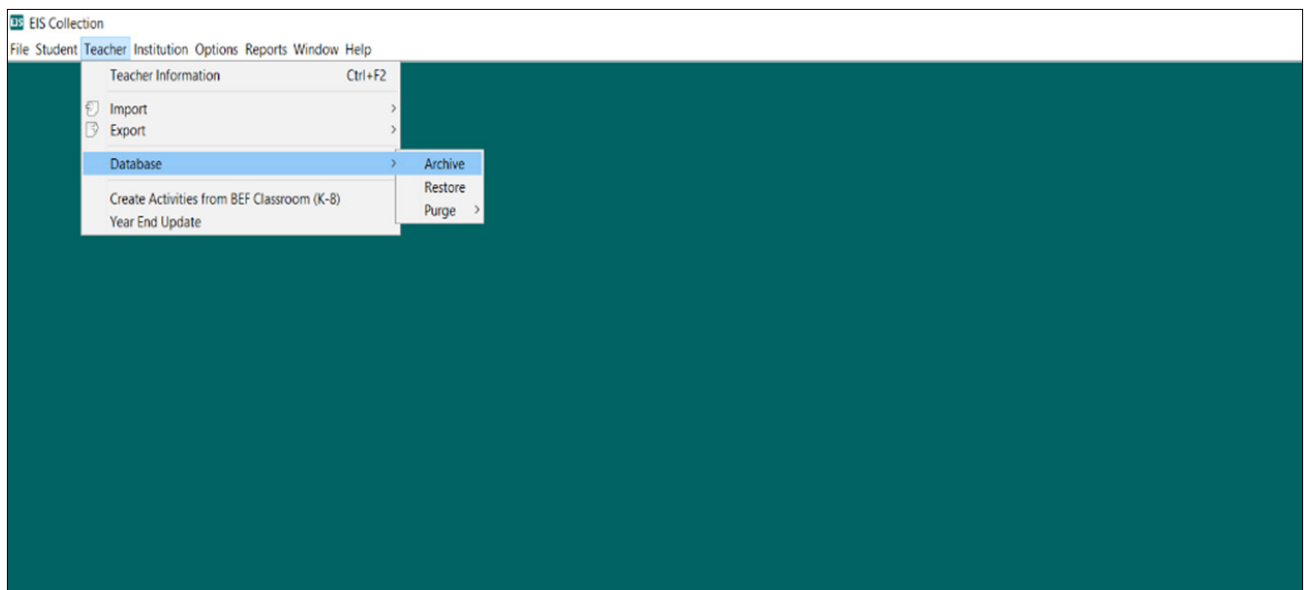 EIS EIS Collection
File Student Teacher Institution Options Reports Window Help
Teacher Information Ctrl+F2
Import >
Export >
Database > Archive
Restore
Purge >
Create Activities from BEF Classroom (K-8)
Year End Update